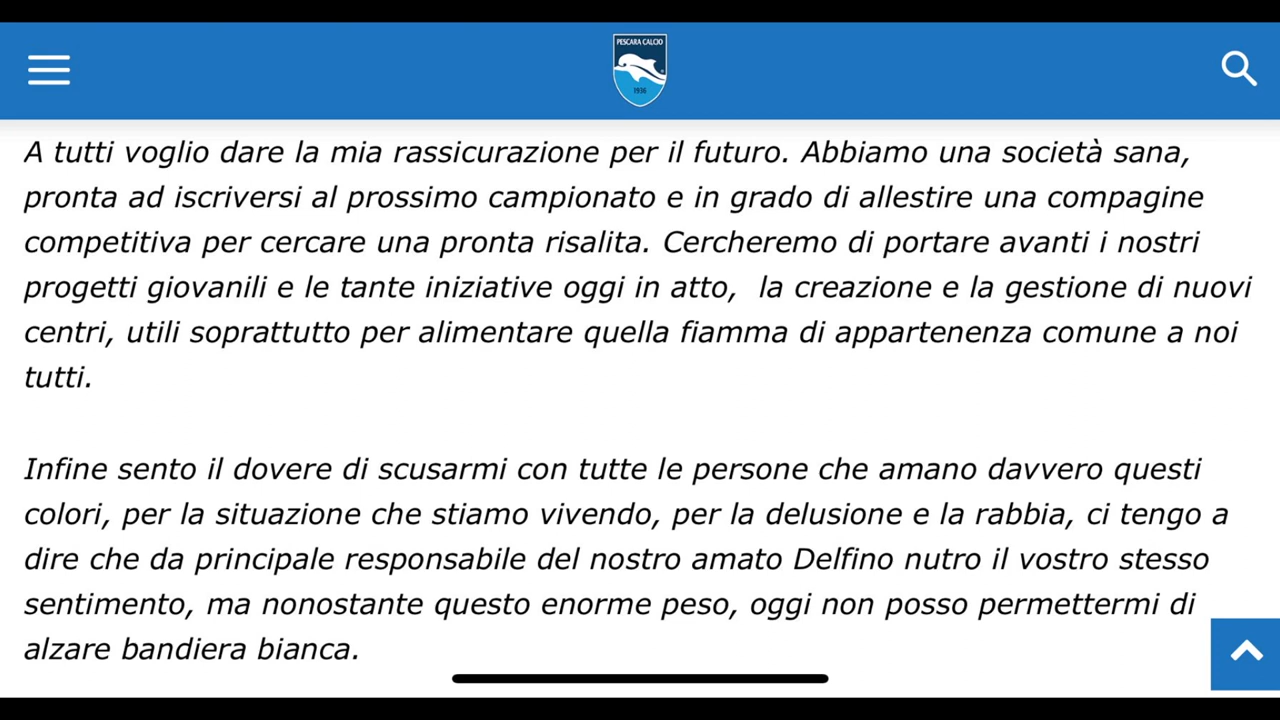 PESCARA CALCIO
1936
A tutti voglio dare la mia rassicurazione per il futuro. Abbiamo una società sana,
pronta ad iscriversi al prossimo campionato e in grado di allestire una compagine
competitiva per cercare una pronta risalita. Cercheremo di portare avanti i nostri
progetti giovanili e le tante iniziative oggi in atto,  la creazione e la gestione di nuovi
centri, utili soprattutto per alimentare quella fiamma di appartenenza comune a noi
tutti.
Infine sento il dovere di scusarmi con tutte le persone che amano davvero questi
colori, per la situazione che stiamo vivendo, per la delusione e la rabbia, ci tengo a
dire che da principale responsabile del nostro amato Delfino nutro il vostro stesso
sentimento, ma nonostante questo enorme peso, oggi non posso permettermi di
alzare bandiera bianca.